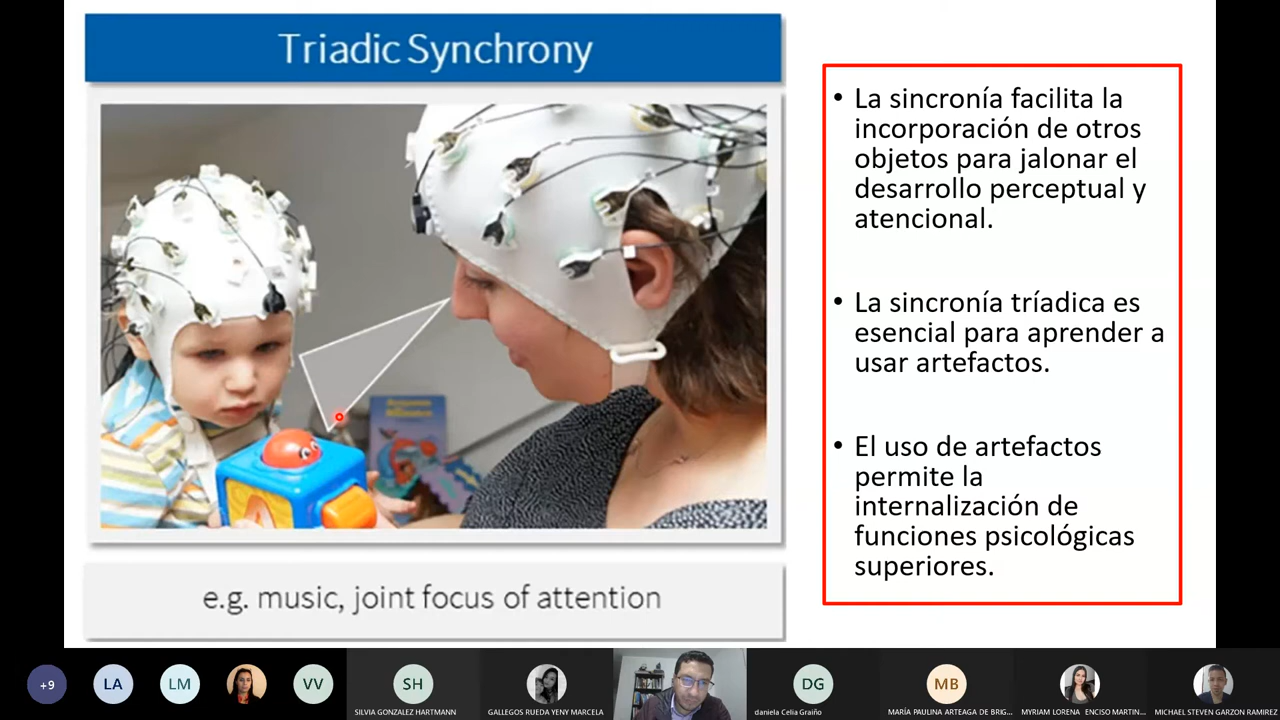 Triadic Synchrony
e.g. music, joint focus of attention
• La sincronía facilita la
incorporación de otros
objetos para jalonar el
desarrollo perceptual y
atencional.
• La sincronía tríadica es
esencial para aprender a
usar artefactos.
• El uso de artefactos
permite la
internalización de
funciones psicológicas
superiores.
+9
LA
LM
VV
SH
SILVIA GONZALEZ HARTMANN
GALLEGOS RUEDA YENY MARCELA
DG
daniela Celia Graiño
MB
MARÍA PAULINA ARTEAGA DE BRIG...
MYRIAM LORENA ENCISO MARTIN...
MICHAEL STEVEN GARZON RAMIREZ